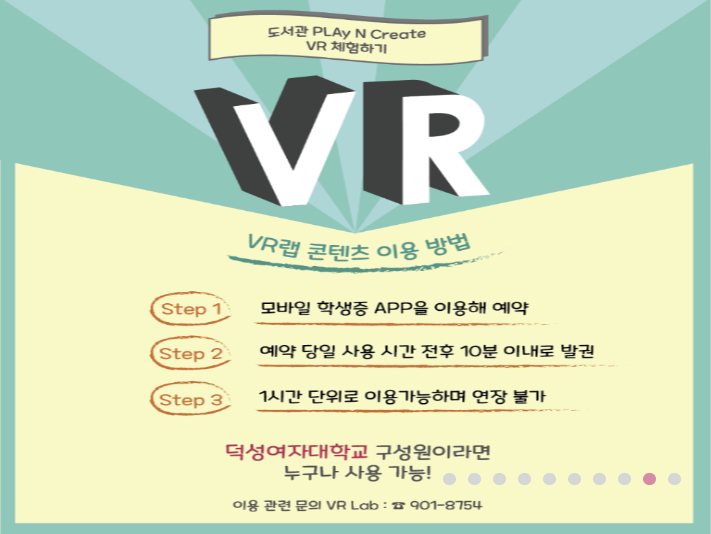 도서관 PLAy N Create
VR 체험하기
VR
VR랩 콘텐츠 이용 방법
Step 1 모바일 학생증 APP을 이용해 예약
Step 2 예약 당일 사용 시간 전후 10분 이내로 발권
Step 3 1시간 단위로 이용가능하며 연장 불가
덕성여자대학교 구성원이라면
누구나 사용 가능!
이용 관련 문의 VR Lab : ☎ 901-8754